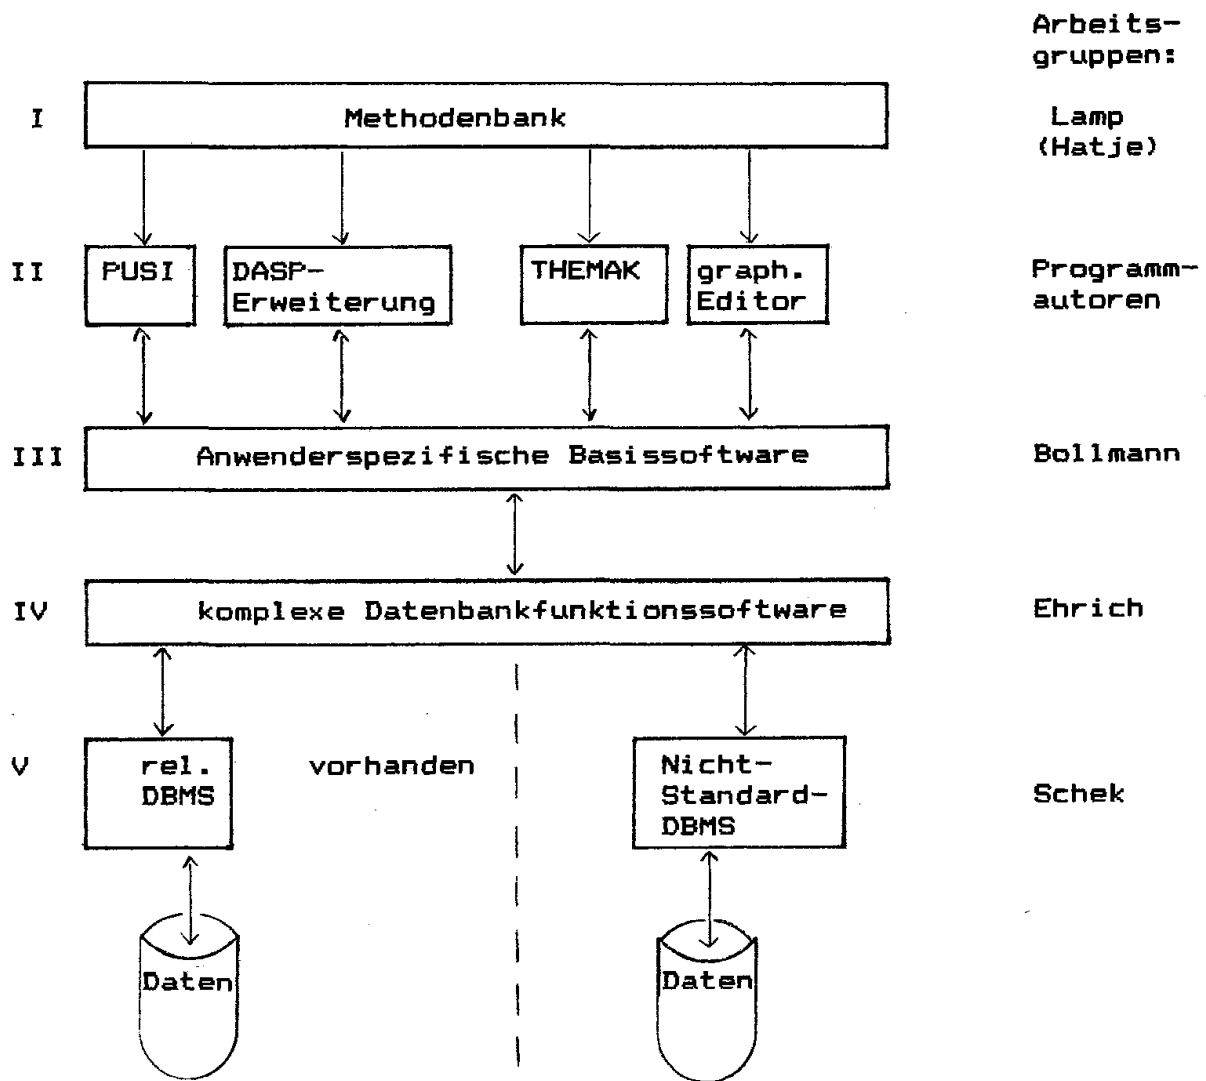 Arbeits-
gruppen:
I Methodenbank Lamp
(Hatje)
II PUSI DASP- THEMAK graph. Programm-
Erweiterung Editor autoren
III Anwenderspezifische Basissoftware Bollmann
IV komplexe Datenbankfunktionssoftware Ehrich
V rel. vorhanden Nicht-
DBMS Standard- Schek
DBMS
Daten Daten